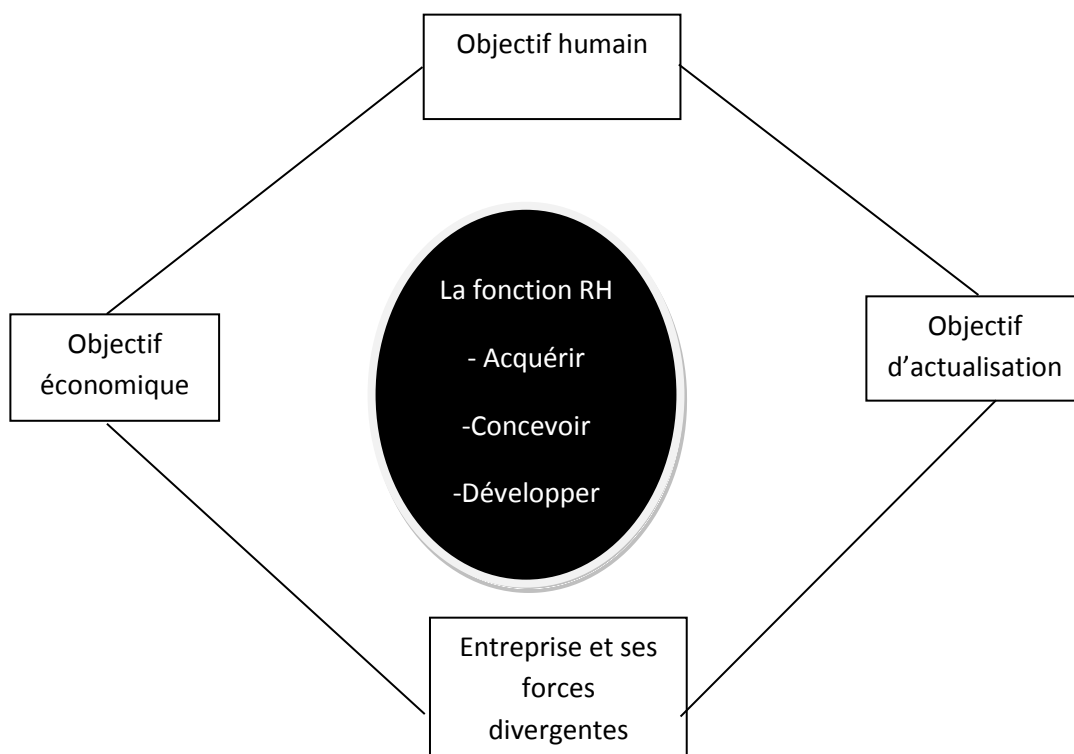 Objectif humain
La fonction RH
- Acquérir
-Concevoir
-Développer
Objectif
économique
Objectif
d’actualisation
Entreprise et ses
forces
divergentes